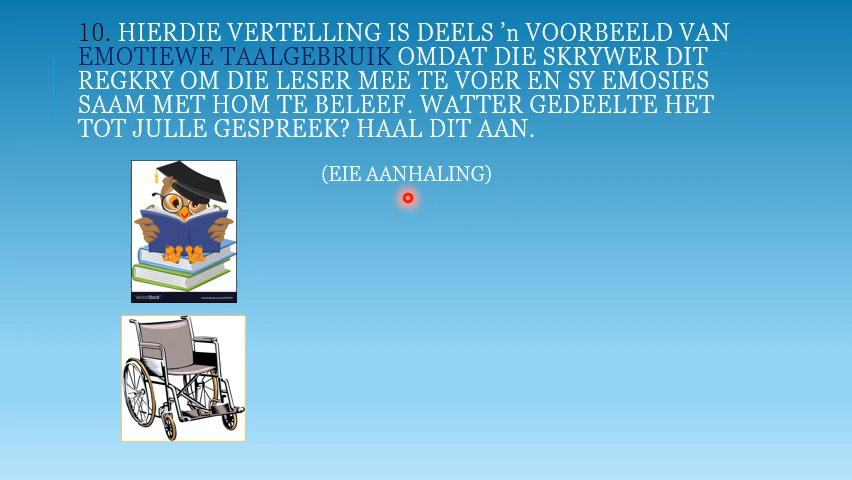 10. HIERDIE VERTELLING IS DEELS ’n VOORBEELD VAN
EMOTIEWE TAALGEBRUIK OMDAT DIE SKRYWER DIT
REGKRY OM DIE LESER MEE TE VOER EN SY EMOSIES
SAAM MET HOM TE BELEEF. WATTER GEDEELTE HET
TOT JULLE GESPREEK? HAAL DIT AAN.
(EIE AANHALING)
VectorStock